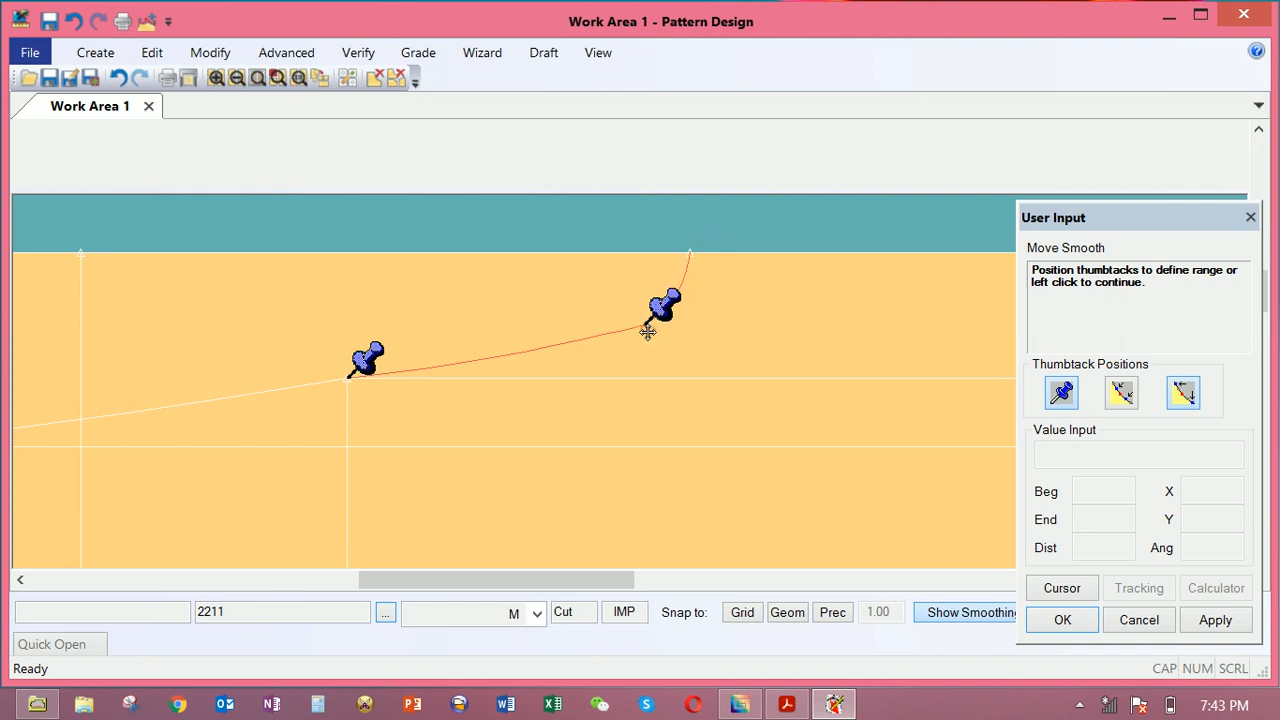 Work Area 1 - Pattern Design
File Create Edit Modify Advanced Verify Grade Wizard Draft View
Work Area 1
User Input
Move Smooth
Position thumbtacks to define range or
left click to continue.
Thumbtack Positions
Value Input
Beg X
End Y
Dist Ang
Cursor Tracking Calculator
OK Cancel Apply
2211 ... M Cut IMP Snap to: Grid Geom Prec 1.00 Show Smoothing
Quick Open
Ready CAP NUM SCRL
7:43 PM